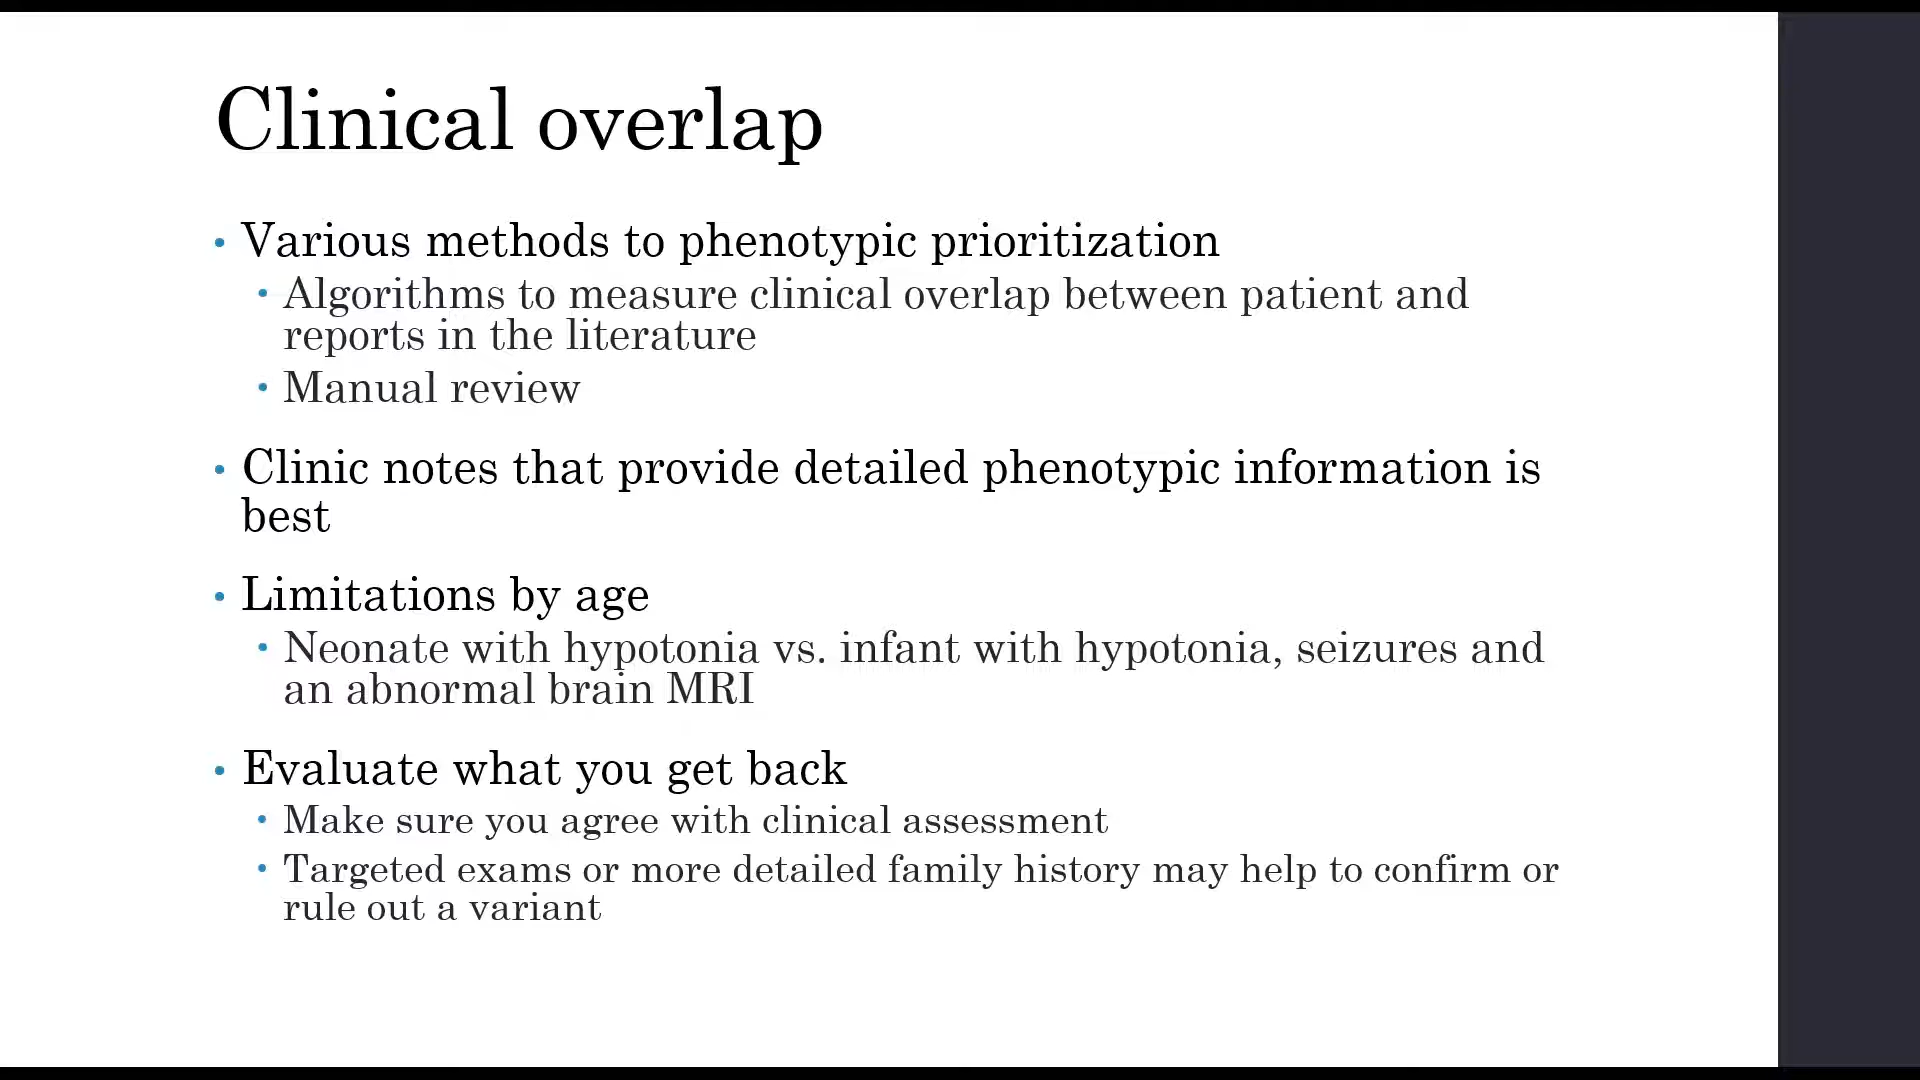 Clinical overlap
• Various methods to phenotypic prioritization
• Algorithms to measure clinical overlap between patient and
reports in the literature
• Manual review
• Clinic notes that provide detailed phenotypic information is
best
• Limitations by age
• Neonate with hypotonia vs. infant with hypotonia, seizures and
an abnormal brain MRI
• Evaluate what you get back
• Make sure you agree with clinical assessment
• Targeted exams or more detailed family history may help to confirm or
rule out a variant